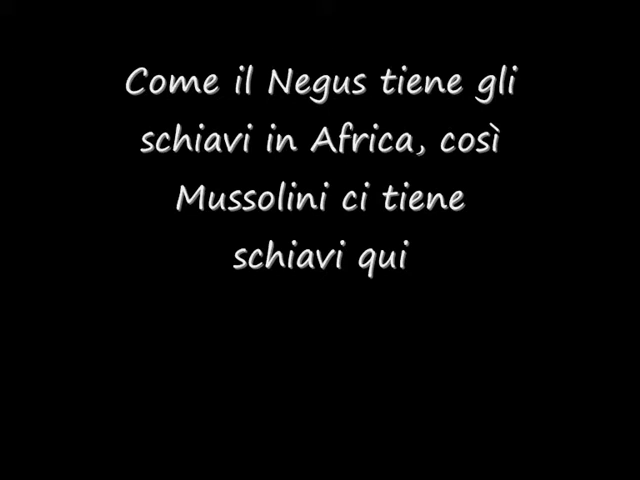 Come il Negus tiene gli
schiavi in Africa, così
Mussolini ci tiene
schiavi qui